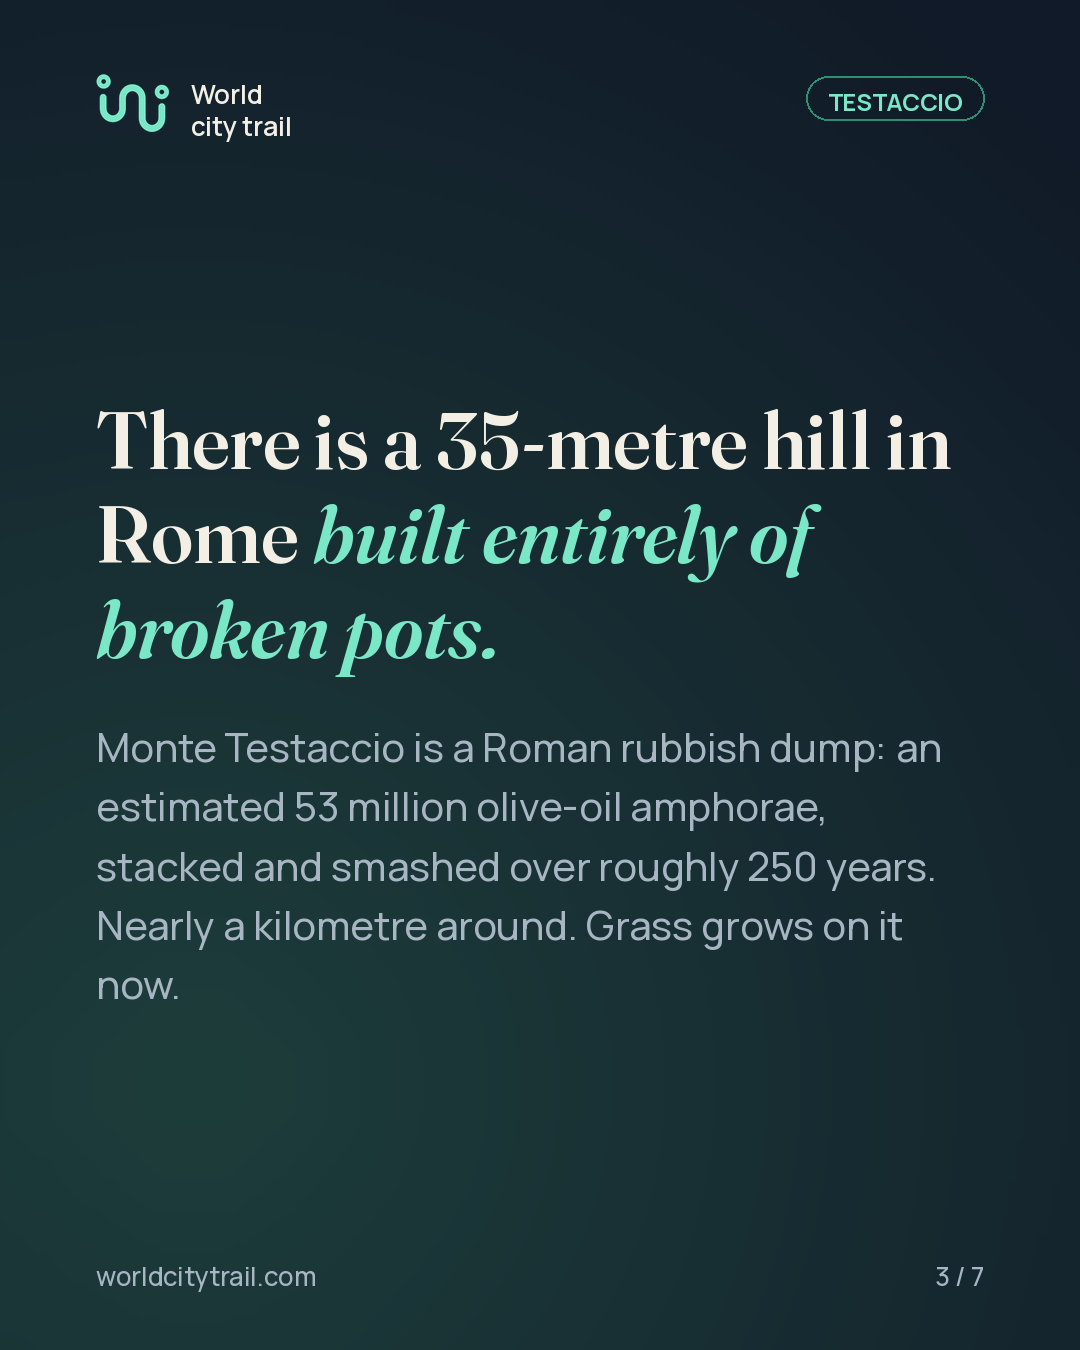 World
city trail
TESTACCIO
There is a 35-metre hill in
Rome built entirely of
broken pots.
Monte Testaccio is a Roman rubbish dump: an
estimated 53 million olive-oil amphorae,
stacked and smashed over roughly 250 years.
Nearly a kilometre around. Grass grows on it
now.
worldcitytrail.com
3 / 7